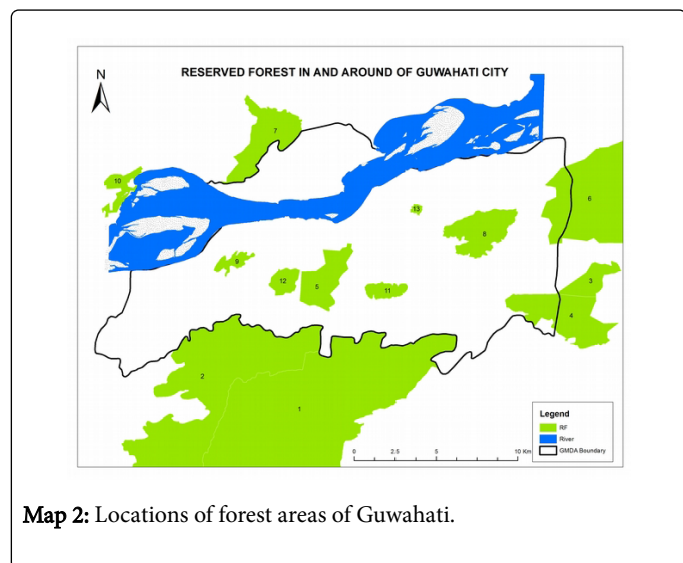 RESERVED FOREST IN AND AROUND OF GUWAHATI CITY
N
7
10
13
6
8
9
3
12
5
11
4
2
1
Legend
RF
River
GMDA Boundary
0 2.5 5 10 Km
Map 2: Locations of forest areas of Guwahati.